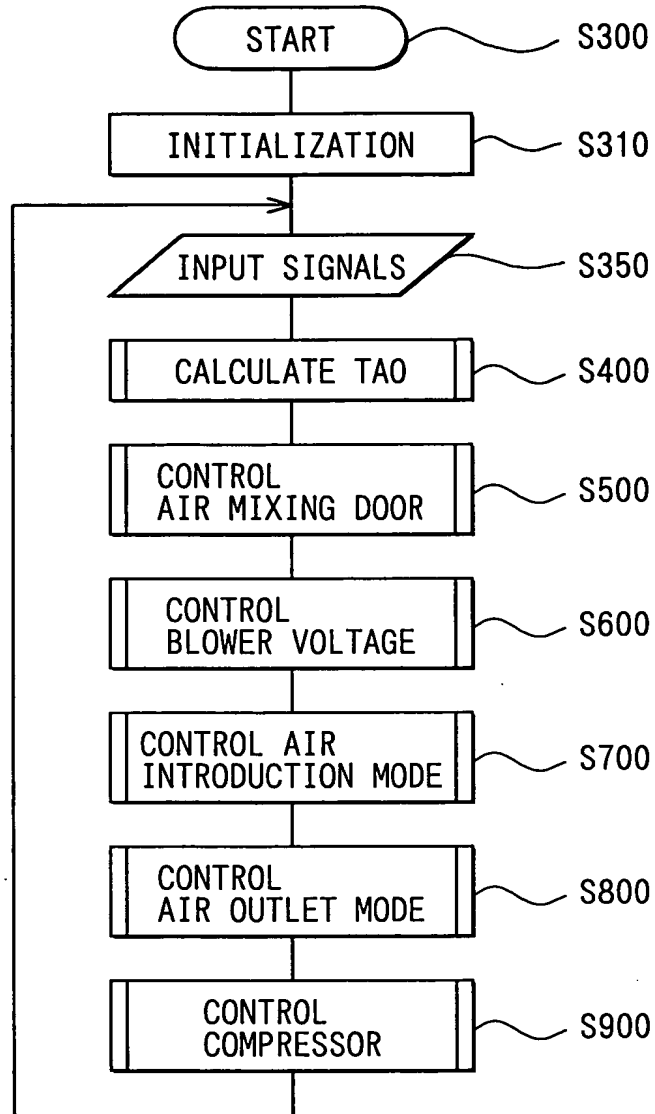 START
S300
INITIALIZATION
S310
INPUT SIGNALS
S350
CALCULATE TAO
S400
CONTROL
AIR MIXING DOOR
S500
CONTROL
BLOWER VOLTAGE
S600
CONTROL AIR
INTRODUCTION MODE
S700
CONTROL
AIR OUTLET MODE
S800
CONTROL
COMPRESSOR
S900